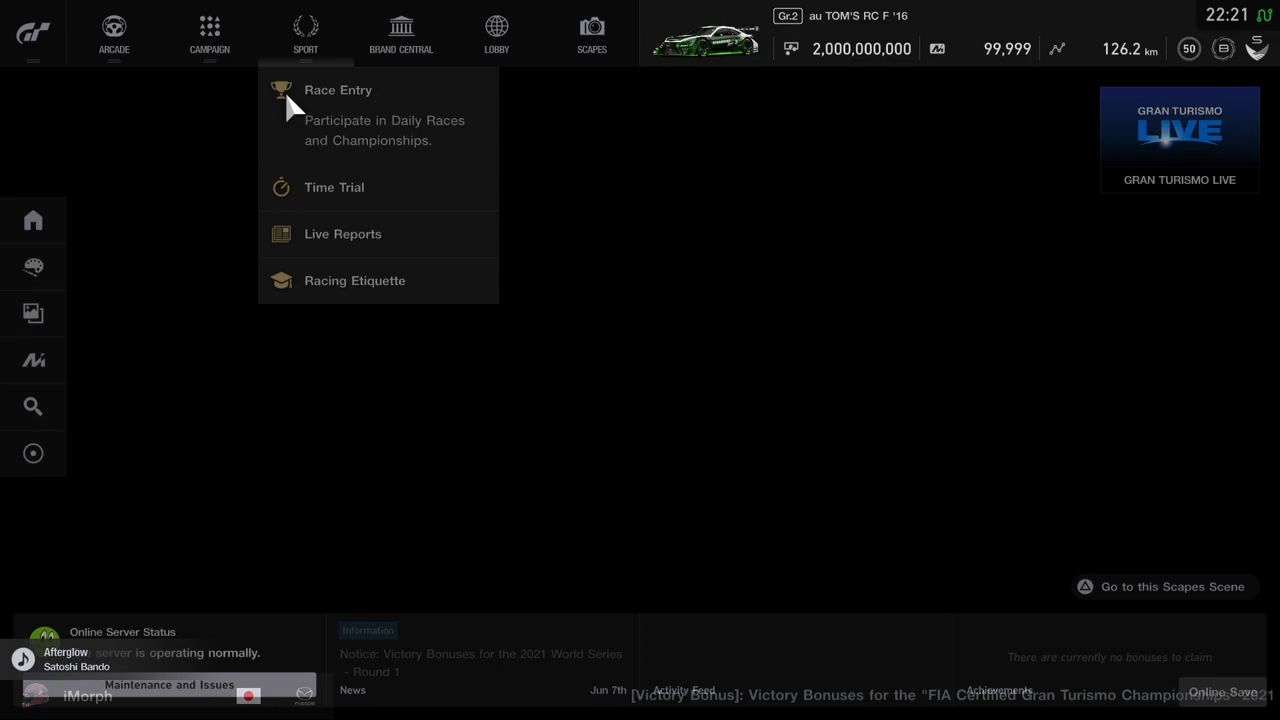 ARCADE
CAMPAIGN
SPORT
BRAND CENTRAL
LOBBY
SCAPES
Gr.2 au TOM'S RC F '16
22:21
2,000,000,000
99,999
126.2 km
50
B
S
Race Entry
Participate in Daily Races
and Championships.
Time Trial
Live Reports
Racing Etiquette
GRAN TURISMO
LIVE
GRAN TURISMO LIVE
Go to this Scapes Scene
Online Server Status
server is operating normally.
Afterglow
Satoshi Bando
Maintenance and Issues
iMorph
Information
Notice: Victory Bonuses for the 2021 World Series
- Round 1
News
Jun 7th
Activity Feed
There are currently no bonuses to claim
Achievements
Online Save
[Victory Bonus]: Victory Bonuses for the "FIA Certified Gran Turismo Championships 2021